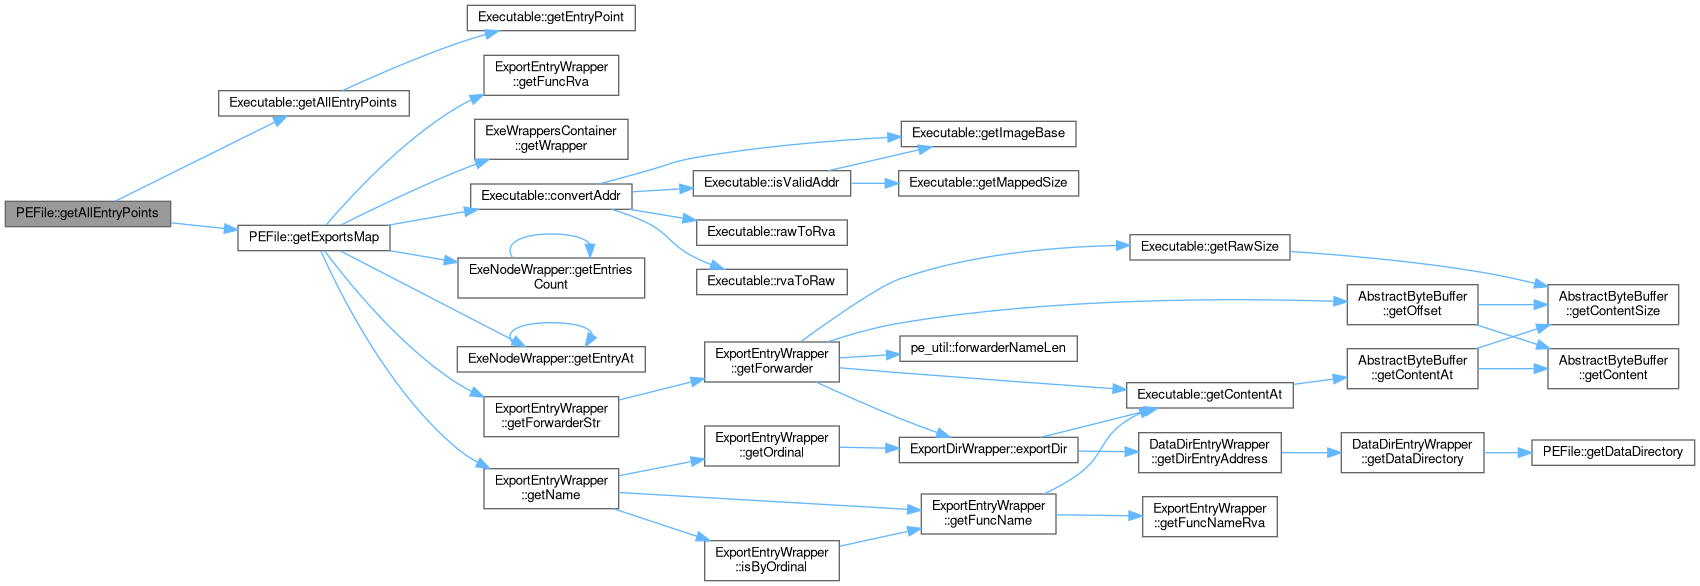 Executable::getEntryPoint
ExportEntryWrapper
::getFuncRva
Executable::getAllEntryPoints
ExeWrappersContainer
::getWrapper
Executable::getImageBase
Executable::convertAddr
Executable::isValidAddr
Executable::getMappedSize
PEFile::getAllEntryPoints
PEFile::getExportsMap
Executable::rawToRva
Executable::getRawSize
ExeNodeWrapper::getEntries
Count
Executable::rvaToRaw
AbstractByteBuffer
::getOffset
AbstractByteBuffer
::getContentSize
ExeNodeWrapper::getEntryAt
ExportEntryWrapper
::getForwarder
pe_util::forwarderNameLen
AbstractByteBuffer
::getContentAt
AbstractByteBuffer
::getContent
Executable::getContentAt
ExportEntryWrapper
::getForwarderStr
ExportEntryWrapper
::getOrdinal
ExportDirWrapper::exportDir
DataDirEntryWrapper
::getDirEntryAddress
DataDirEntryWrapper
::getDataDirectory
PEFile::getDataDirectory
ExportEntryWrapper
::getName
ExportEntryWrapper
::getFuncName
ExportEntryWrapper
::getFuncNameRva
ExportEntryWrapper
::isByOrdinal